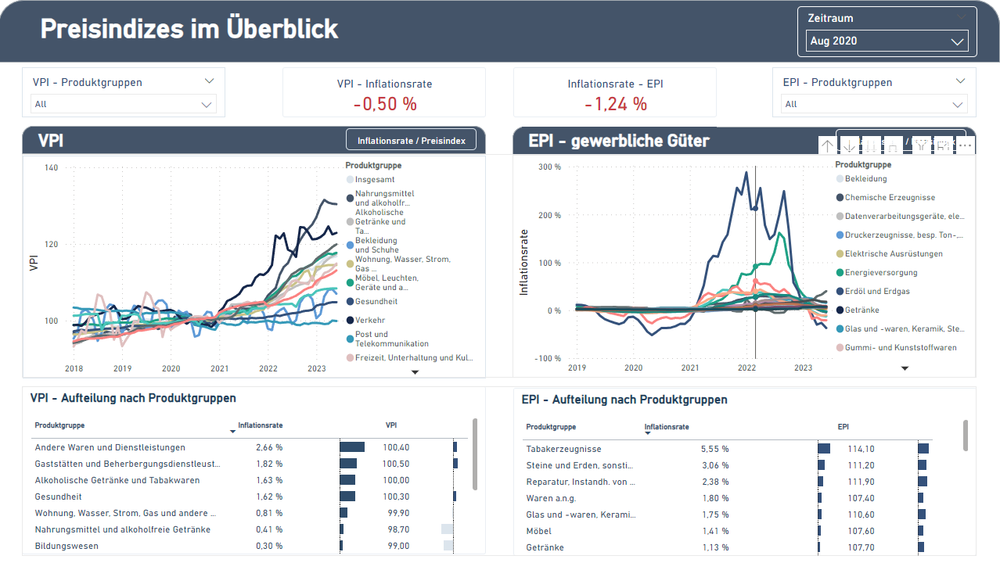 Preisindizes im Überblick
Zeitraum
Aug 2020
VPI - Produktgruppen
All
VPI - Inflationsrate
-0,50 %
Inflationsrate - EPI
-1,24 %
EPI - Produktgruppen
All
VPI
Inflationsrate / Preisindex
140
120
100
VPI
2018 2019 2020 2021 2022 2023
Produktgruppe
Insgesamt
Nahrungsmittel
und alkoholfr...
Alkoholische
Getränke und
Ta...
Bekleidung
und Schuhe
Wohnung, Wasser, Strom,
Gas ...
Möbel, Leuchten,
Geräte und a...
Gesundheit
Verkehr
Post und
Telekommunikation
Freizeit, Unterhaltung und Kul...
EPI - gewerbliche Güter
300 %
200 %
100 %
0 %
-100 %
Inflationsrate
2019 2020 2021 2022 2023
Produktgruppe
Bekleidung
Chemische Erzeugnisse
Datenverarbeitungsgeräte, ele...
Druckerzeugnisse, besp. Ton-,...
Elektrische Ausrüstungen
Energieversorgung
Erdöl und Erdgas
Getränke
Glas und -waren, Keramik, Ste...
Gummi- und Kunststoffwaren
VPI - Aufteilung nach Produktgruppen
Produktgruppe Inflationsrate VPI
Andere Waren und Dienstleistungen 2,66 % 100,40
Gaststätten und Beherbergungsdienstleust... 1,82 % 100,50
Alkoholische Getränke und Tabakwaren 1,63 % 100,00
Gesundheit 1,62 % 100,30
Wohnung, Wasser, Strom, Gas und andere ... 0,81 % 99,90
Nahrungsmittel und alkoholfreie Getränke 0,41 % 98,70
Bildungswesen 0,30 % 99,00
EPI - Aufteilung nach Produktgruppen
Produktgruppe Inflationsrate EPI
Tabakerzeugnisse 5,55 % 114,10
Steine und Erden, sonsti... 3,06 % 111,20
Reparatur, Instandh. von ... 2,38 % 111,90
Waren a.n.g. 1,80 % 107,40
Glas und -waren, Kerami... 1,75 % 110,60
Möbel 1,41 % 107,60
Getränke 1,13 % 107,70